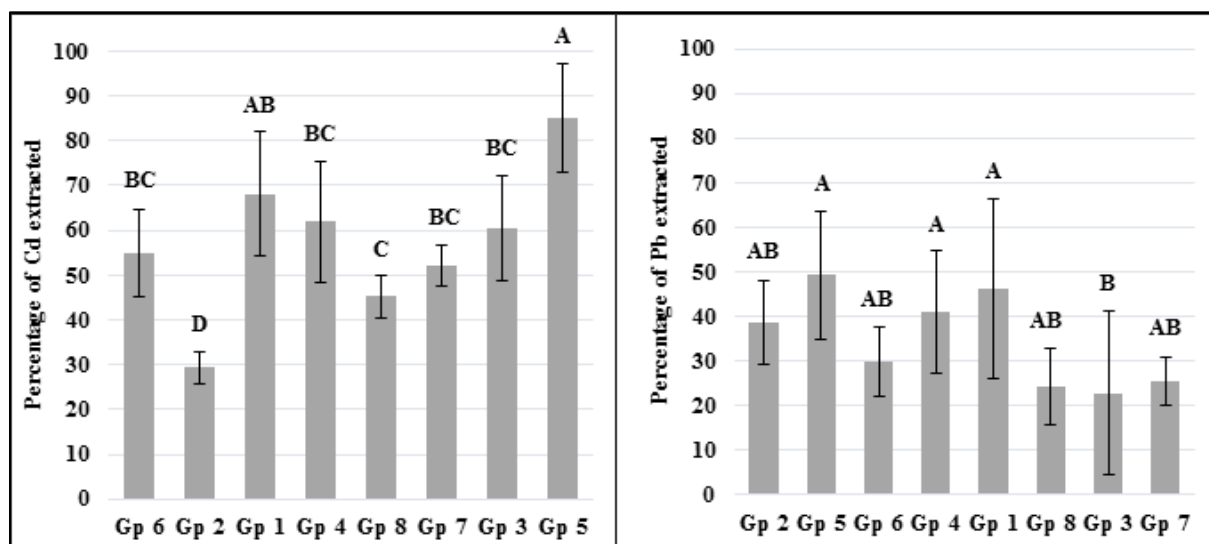 Percentage of Cd extracted
100
90
80
70
60
50
40
30
20
10
0
BC
D
AB
BC
C
BC
BC
A
Gp 6 Gp 2 Gp 1 Gp 4 Gp 8 Gp 7 Gp 3 Gp 5
Percentage of Pb extracted
100
90
80
70
60
50
40
30
20
10
0
AB
A
AB
A
A
AB
B
AB
Gp 2 Gp 5 Gp 6 Gp 4 Gp 1 Gp 8 Gp 3 Gp 7